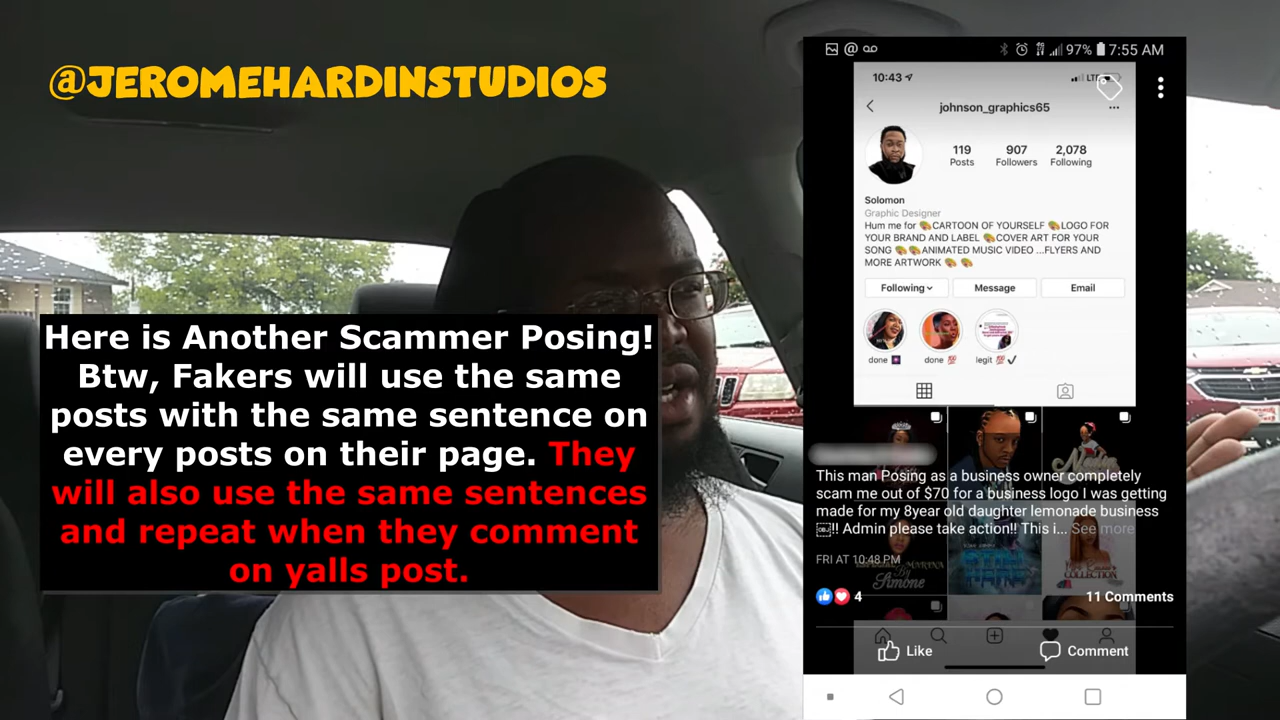 @JEROMEHARDINSTUDIOS
Here is Another Scammer Posing!
Btw, Fakers will use the same
posts with the same sentence on
every posts on their page. They
will also use the same sentences
and repeat when they comment
on yalls post.
97% 7:55 AM
10:43
LTE
johnson_graphics65
119
Posts
907
Followers
2,078
Following
Solomon
Graphic Designer
Hum me for 🎨CARTOON OF YOURSELF 🎨LOGO FOR
YOUR BRAND AND LABEL 🎨COVER ART FOR YOUR
SONG 🎨🎨ANIMATED MUSIC VIDEO ...FLYERS AND
MORE ARTWORK 🎨 🎨
Following
Message
Email
done 🎆
done 💯
legit 💯✔
This man Posing as a business owner completely
scam me out of $70 for a business logo I was getting
made for my 8year old daughter lemonade business
￼!! Admin please take action!! This i... See more
FRI AT 10:48 PM
By
Simone
COLLECTION
4
11 Comments
Like
Comment